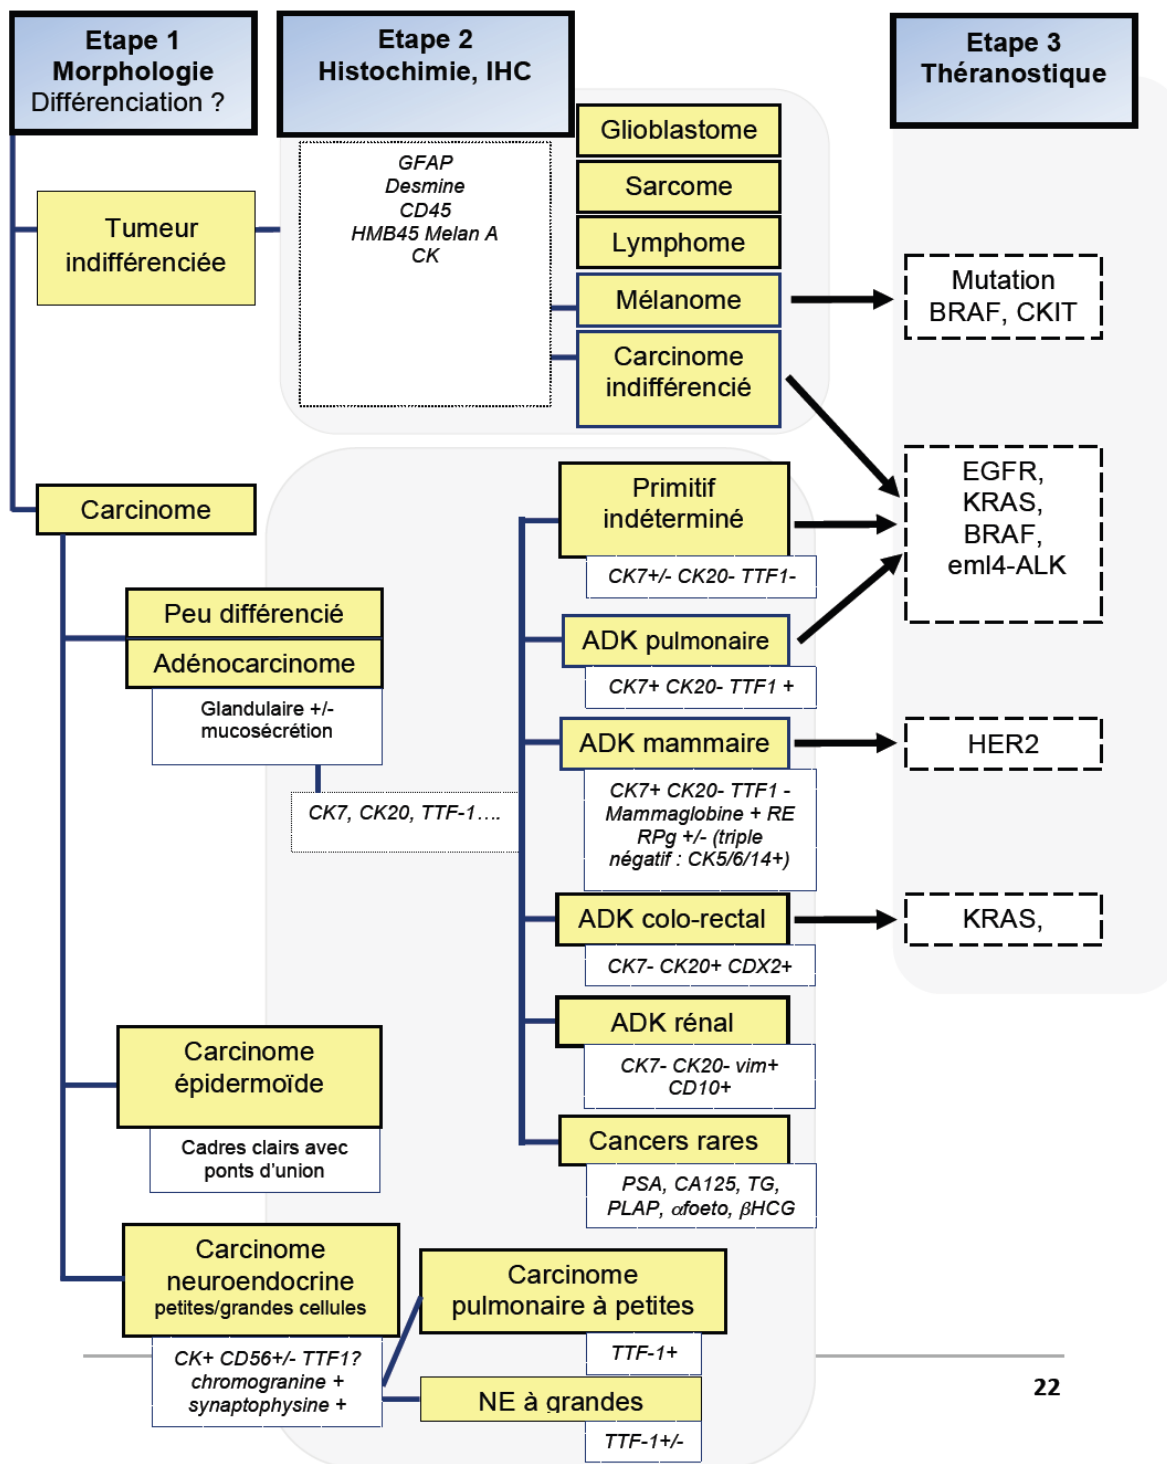 Etape 1
Morphologie
Différenciation ?
Etape 2
Histochimie, IHC
Etape 3
Théranostique
Tumeur
indifférenciée
GFAP
Desmine
CD45
HMB45 Melan A
CK
Glioblastome
Sarcome
Lymphome
Mélanome
Carcinome
indifférencié
Mutation
BRAF, CKIT
Carcinome
Peu différencié
Adénocarcinome
Glandulaire +/-
mucosécrétion
CK7, CK20, TTF-1....
Primitif
indéterminé
CK7+/- CK20- TTF1-
ADK pulmonaire
CK7+ CK20- TTF1 +
ADK mammaire
CK7+ CK20- TTF1 -
Mammaglobine + RE
RPg +/- (triple
négatif : CK5/6/14+)
ADK colo-rectal
CK7- CK20+ CDX2+
ADK rénal
CK7- CK20- vim+
CD10+
Cancers rares
PSA, CA125, TG,
PLAP, αfoeto, βHCG
EGFR,
KRAS,
BRAF,
eml4-ALK
HER2
KRAS,
Carcinome
épidermoïde
Cadres clairs avec
ponts d'union
Carcinome
neuroendocrine
petites/grandes cellules
CK+ CD56+/- TTF1?
chromogranine +
synaptophysine +
Carcinome
pulmonaire à petites
TTF-1+
NE à grandes
TTF-1+/-
22